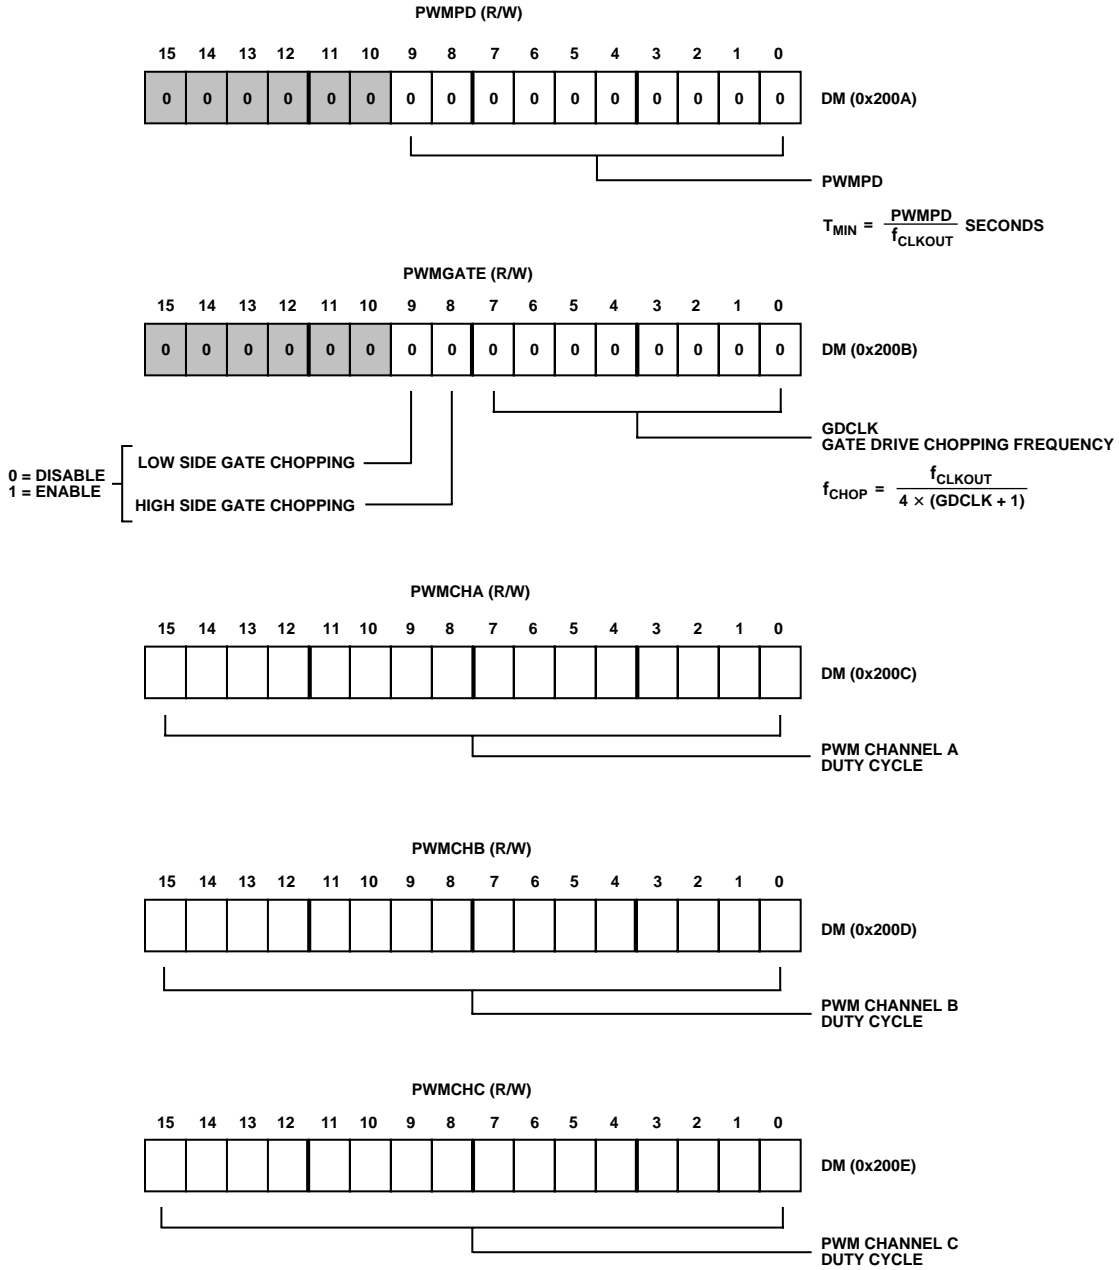 PWMPD (R/W)
15 14 13 12 11 10 9 8 7 6 5 4 3 2 1 0
0 0 0 0 0 0 0 0 0 0 0 0 0 0 0 0 DM (0x200A)
PWMPD
T_MIN = PWMPD / f_CLKOUT SECONDS
PWMGATE (R/W)
15 14 13 12 11 10 9 8 7 6 5 4 3 2 1 0
0 0 0 0 0 0 0 0 0 0 0 0 0 0 0 0 DM (0x200B)
GDCLK
GATE DRIVE CHOPPING FREQUENCY
f_CHOP = f_CLKOUT / 4 × (GDCLK + 1)
0 = DISABLE
1 = ENABLE
LOW SIDE GATE CHOPPING
HIGH SIDE GATE CHOPPING
PWMCHA (R/W)
15 14 13 12 11 10 9 8 7 6 5 4 3 2 1 0
DM (0x200C)
PWM CHANNEL A
DUTY CYCLE
PWMCHB (R/W)
15 14 13 12 11 10 9 8 7 6 5 4 3 2 1 0
DM (0x200D)
PWM CHANNEL B
DUTY CYCLE
PWMCHC (R/W)
15 14 13 12 11 10 9 8 7 6 5 4 3 2 1 0
DM (0x200E)
PWM CHANNEL C
DUTY CYCLE